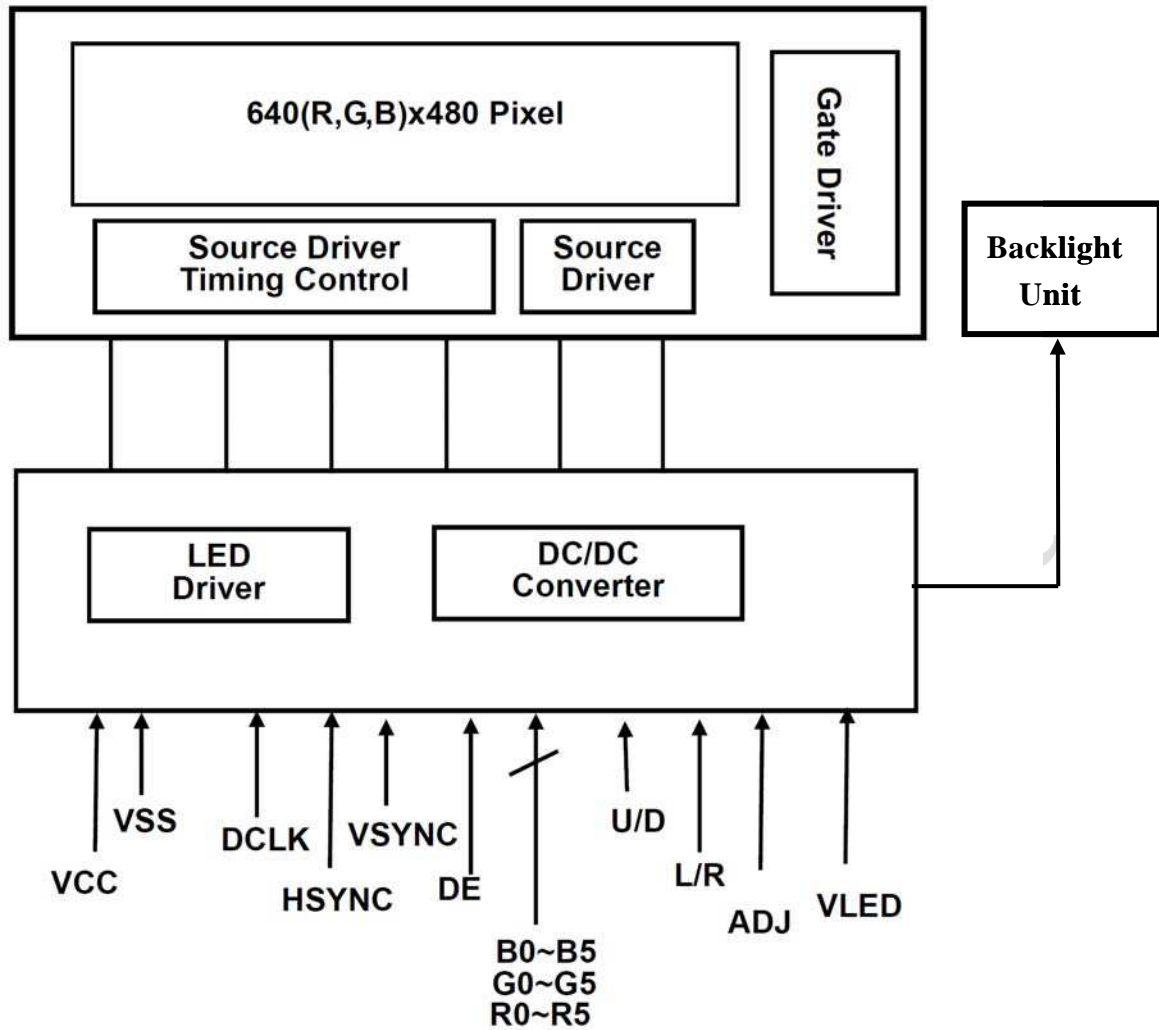 640(R,G,B)x480 Pixel
Gate Driver
Source Driver
Timing Control
Source
Driver
Backlight
Unit
LED
Driver
DC/DC
Converter
VCC
VSS
DCLK
HSYNC
VSYNC
DE
B0~B5
G0~G5
R0~R5
U/D
L/R
ADJ
VLED